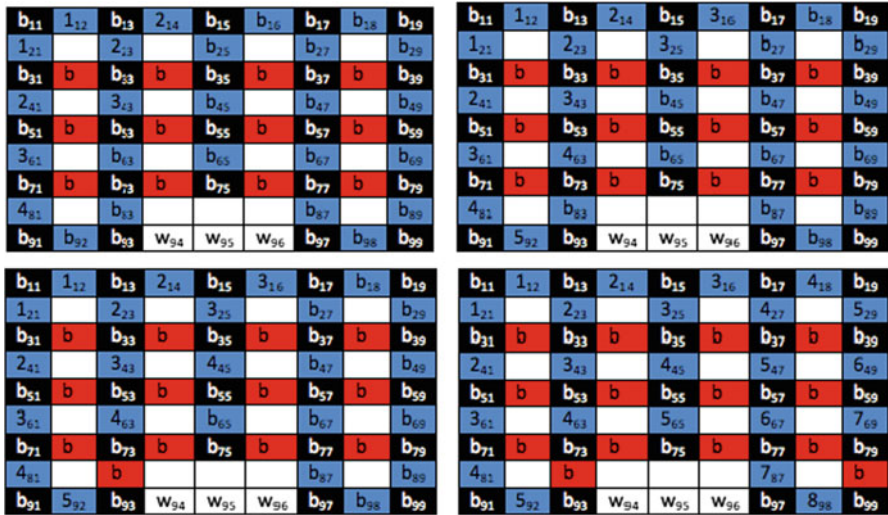 b₁₁ 1₁₂ b₁₃ 2₁₄ b₁₅ b₁₆ b₁₇ b₁₈ b₁₉
1₂₁ 2₂₃ b₂₅ b₂₇ b₂₉
b₃₁ b b₃₃ b b₃₅ b b₃₇ b b₃₉
2₄₁ 3₄₃ b₄₅ b₄₇ b₄₉
b₅₁ b b₅₃ b b₅₅ b b₅₇ b b₅₉
3₆₁ b₆₃ b₆₅ b₆₇ b₆₉
b₇₁ b b₇₃ b b₇₅ b b₇₇ b b₇₉
4₈₁ b₈₃ b₈₇ b₈₉
b₉₁ b₉₂ b₉₃ w₉₄ w₉₅ w₉₆ b₉₇ b₉₈ b₉₉
b₁₁ 1₁₂ b₁₃ 2₁₄ b₁₅ 3₁₆ b₁₇ b₁₈ b₁₉
1₂₁ 2₂₃ 3₂₅ b₂₇ b₂₉
b₃₁ b b₃₃ b b₃₅ b b₃₇ b b₃₉
2₄₁ 3₄₃ b₄₅ b₄₇ b₄₉
b₅₁ b b₅₃ b b₅₅ b b₅₇ b b₅₉
3₆₁ 4₆₃ b₆₅ b₆₇ b₆₉
b₇₁ b b₇₃ b b₇₅ b b₇₇ b b₇₉
4₈₁ b₈₃ b₈₇ b₈₉
b₉₁ 5₉₂ b₉₃ w₉₄ w₉₅ w₉₆ b₉₇ b₉₈ b₉₉
b₁₁ 1₁₂ b₁₃ 2₁₄ b₁₅ 3₁₆ b₁₇ b₁₈ b₁₉
1₂₁ 2₂₃ 3₂₅ b₂₇ b₂₉
b₃₁ b b₃₃ b b₃₅ b b₃₇ b b₃₉
2₄₁ 3₄₃ 4₄₅ b₄₇ b₄₉
b₅₁ b b₅₃ b b₅₅ b b₅₇ b b₅₉
3₆₁ 4₆₃ b₆₅ b₆₇ b₆₉
b₇₁ b b₇₃ b b₇₅ b b₇₇ b b₇₉
4₈₁ b b₈₇ b₈₉
b₉₁ 5₉₂ b₉₃ w₉₄ w₉₅ w₉₆ b₉₇ b₉₈ b₉₉
b₁₁ 1₁₂ b₁₃ 2₁₄ b₁₅ 3₁₆ b₁₇ 4₁₈ b₁₉
1₂₁ 2₂₃ 3₂₅ 4₂₇ 5₂₉
b₃₁ b b₃₃ b b₃₅ b b₃₇ b b₃₉
2₄₁ 3₄₃ 4₄₅ 5₄₇ 6₄₉
b₅₁ b b₅₃ b b₅₅ b b₅₇ b b₅₉
3₆₁ 4₆₃ 5₆₅ 6₆₇ 7₆₉
b₇₁ b b₇₃ b b₇₅ b b₇₇ b b₇₉
4₈₁ b 7₈₇ b
b₉₁ 5₉₂ b₉₃ w₉₄ w₉₅ w₉₆ b₉₇ 8₉₈ b₉₉